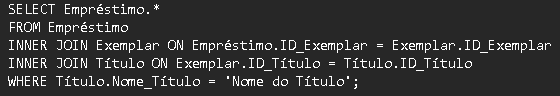 SELECT Empréstimo.*
FROM Empréstimo
INNER JOIN Exemplar ON Empréstimo.ID_Exemplar = Exemplar.ID_Exemplar
INNER JOIN Título ON Exemplar.ID_Título = Título.ID_Título
WHERE Título.Nome_Título = 'Nome do Título';